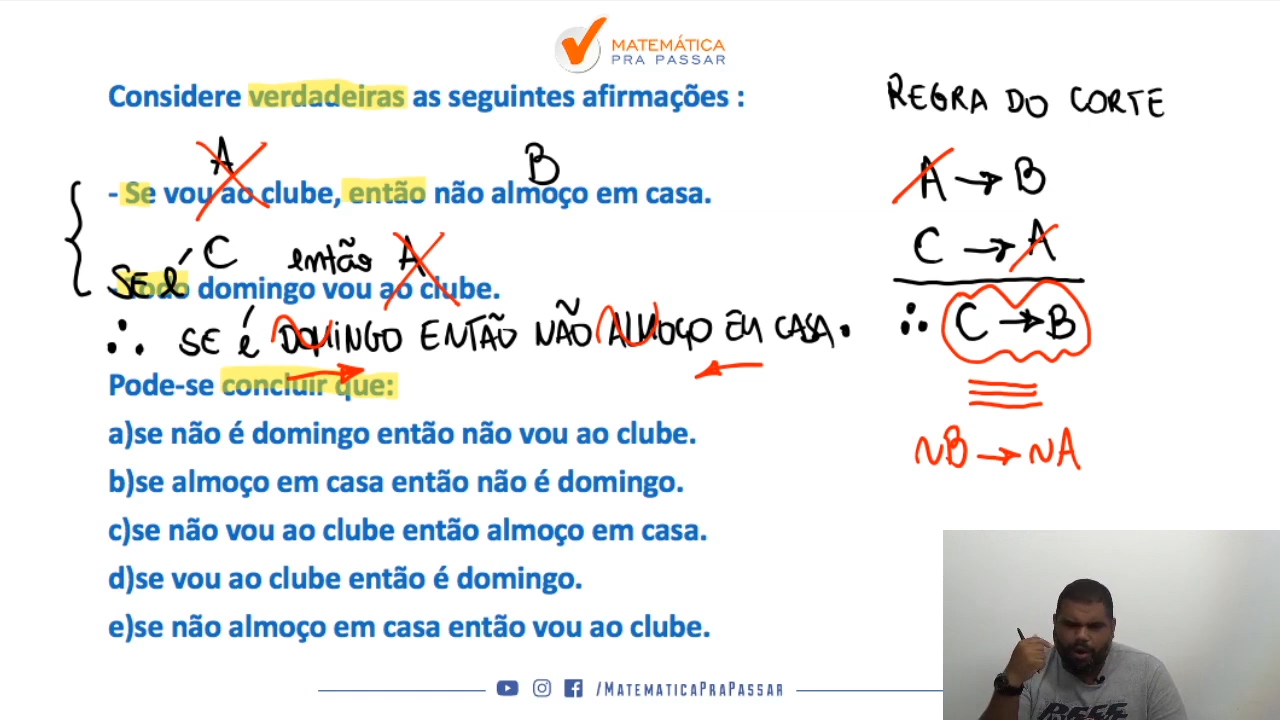 MATEMÁTICA
PRA PASSAR
Considere verdadeiras as seguintes afirmações :
REGRA DO CORTE
A B
- Se vou ao clube, então não almoço em casa.
A → B
SE É C então A
- Todo domingo vou ao clube.
C → A
∴ SE É DOMINGO ENTÃO NÃO ALMOÇO EM CASA.
∴ C → B
Pode-se concluir que:
a)se não é domingo então não vou ao clube.
~B → ~A
b)se almoço em casa então não é domingo.
c)se não vou ao clube então almoço em casa.
d)se vou ao clube então é domingo.
e)se não almoço em casa então vou ao clube.
/MATEMATICAPRAPASSAR